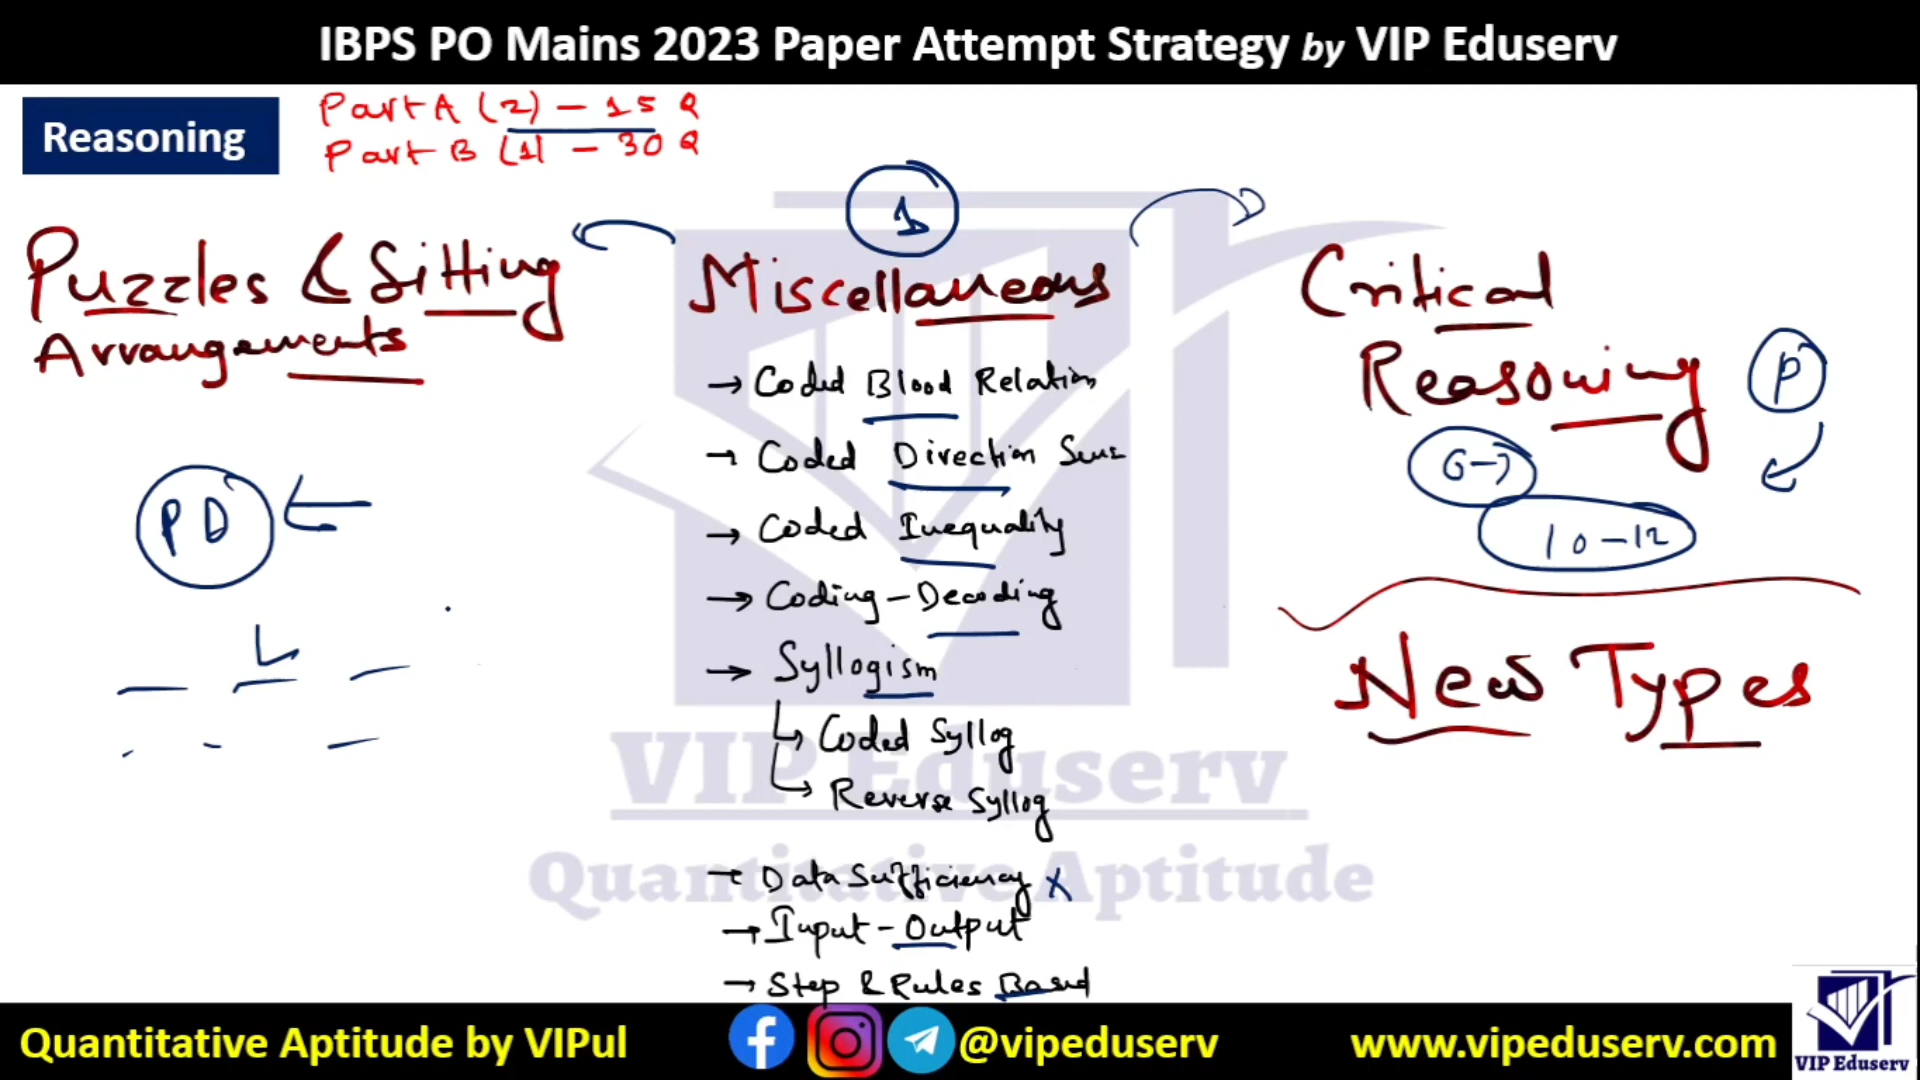 IBPS PO Mains 2023 Paper Attempt Strategy by VIP Eduserv
Reasoning
Part A (2) – 15 Q
Part B (1) – 30 Q
Puzzles & Sitting
Arrangements
PD
1
Miscellaneous
→ Coded Blood Relation
→ Coded Direction Sense
→ Coded Inequality
→ Coding – Decoding
→ Syllogism
↳ Coded Syllog
↳ Reverse Syllog
→ Data Sufficiency X
→ Input – Output
→ Step & Rules Based
Critical
Reasoning
P
6–7
10–12
New Types
VIP Eduserv
Quantitative Aptitude
Quantitative Aptitude by VIPul
@vipeduserv
www.vipeduserv.com
VIP Eduserv